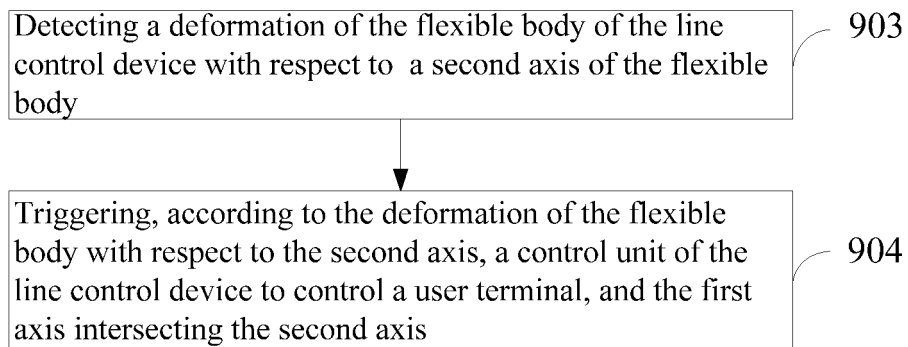 Detecting a deformation of the flexible body of the line
control device with respect to a second axis of the flexible
body
903
Triggering, according to the deformation of the flexible
body with respect to the second axis, a control unit of the
line control device to control a user terminal, and the first
axis intersecting the second axis
904